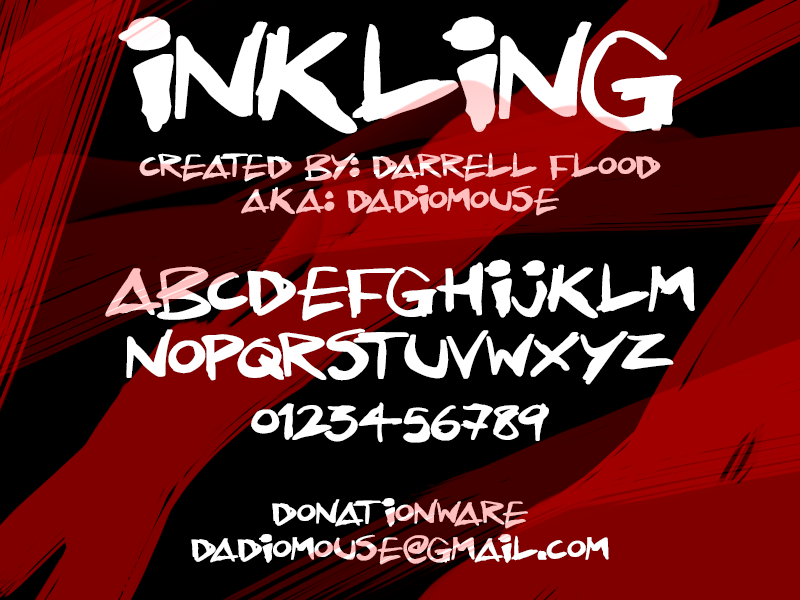 iNKLiNG
CREATED BY: DARRELL FLOOD
AKA: DADiOMOUSE
ABCDEFGHiJKLM
NOPQRSTUVWXYZ
0123456789
DONATiONWARE
DADiOMOUSE@GMAiL.COM